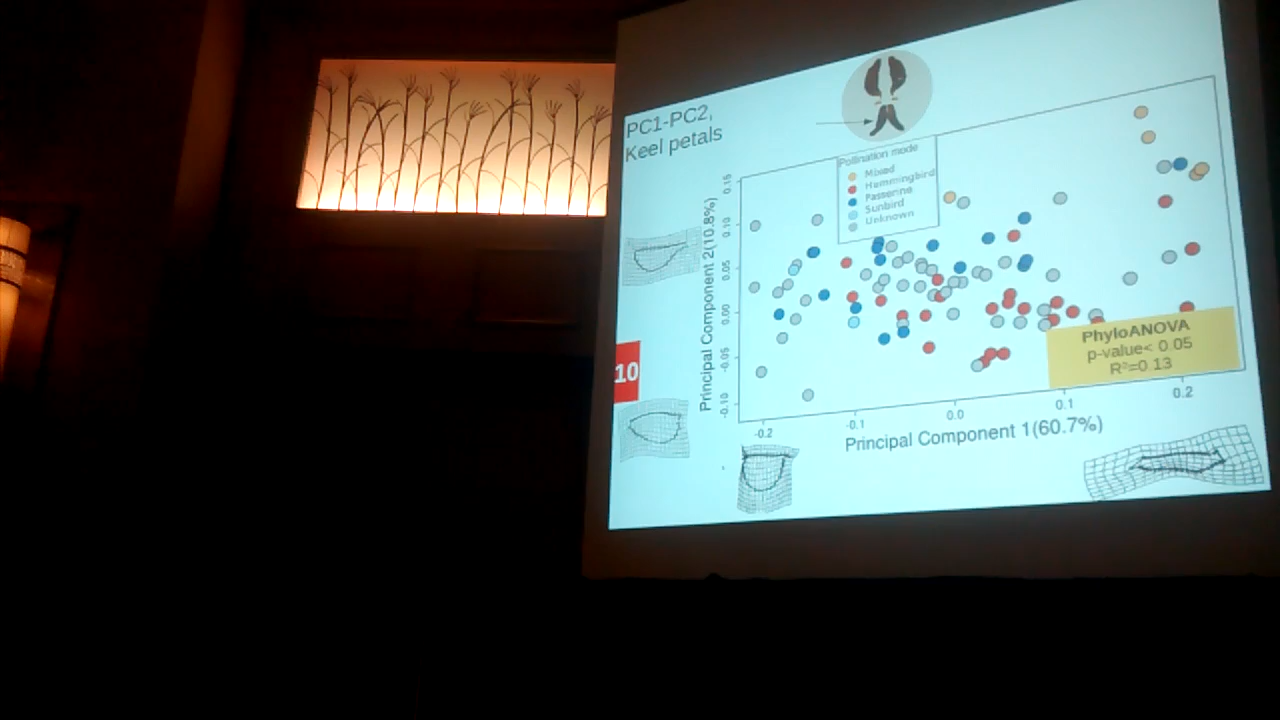 PC1-PC2,
Keel petals
Pollination mode
Mixed
Hummingbird
Passerine
Sunbird
Unknown
Principal Component 2(10.8%)
0.15
0.10
0.05
0.00
-0.05
-0.10
10
PhyloANOVA
p-value< 0.05
R²=0.13
-0.2
-0.1
0.0
0.1
0.2
Principal Component 1(60.7%)